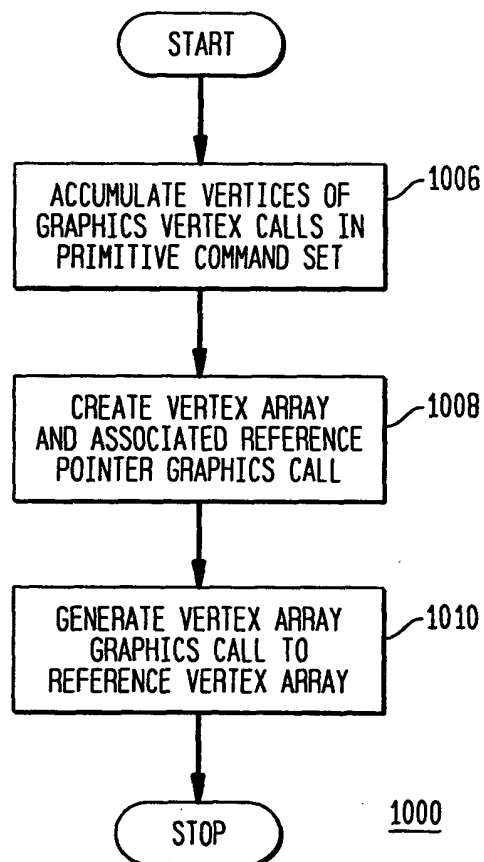 START
ACCUMULATE VERTICES OF
GRAPHICS VERTEX CALLS IN
PRIMITIVE COMMAND SET
1006
CREATE VERTEX ARRAY
AND ASSOCIATED REFERENCE
POINTER GRAPHICS CALL
1008
GENERATE VERTEX ARRAY
GRAPHICS CALL TO
REFERENCE VERTEX ARRAY
1010
STOP
1000